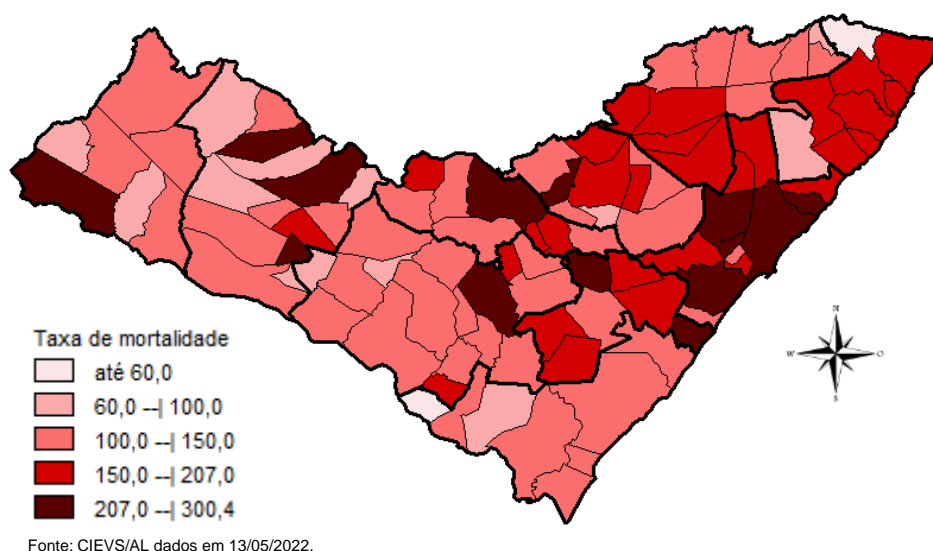 N
W
O
S
Taxa de mortalidade
até 60,0
60,0 --| 100,0
100,0 --| 150,0
150,0 --| 207,0
207,0 --| 300,4
Fonte: CIEVS/AL dados em 13/05/2022.